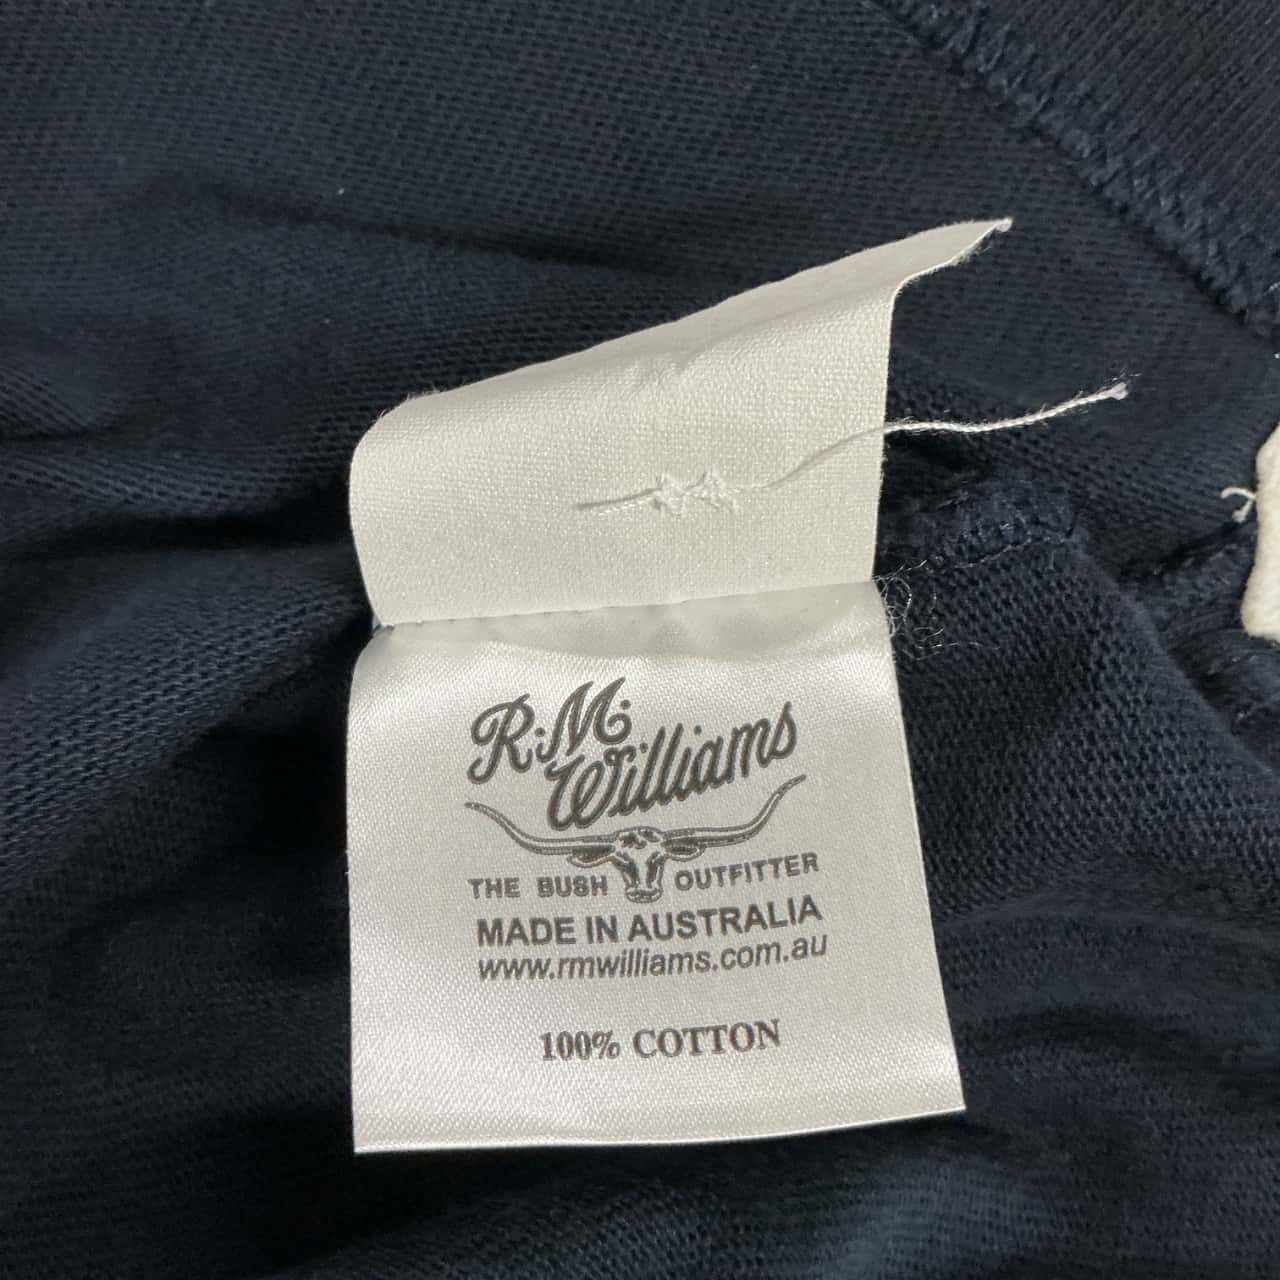 R.M.
Williams
THE BUSH OUTFITTER
MADE IN AUSTRALIA
www.rmwilliams.com.au
100% COTTON